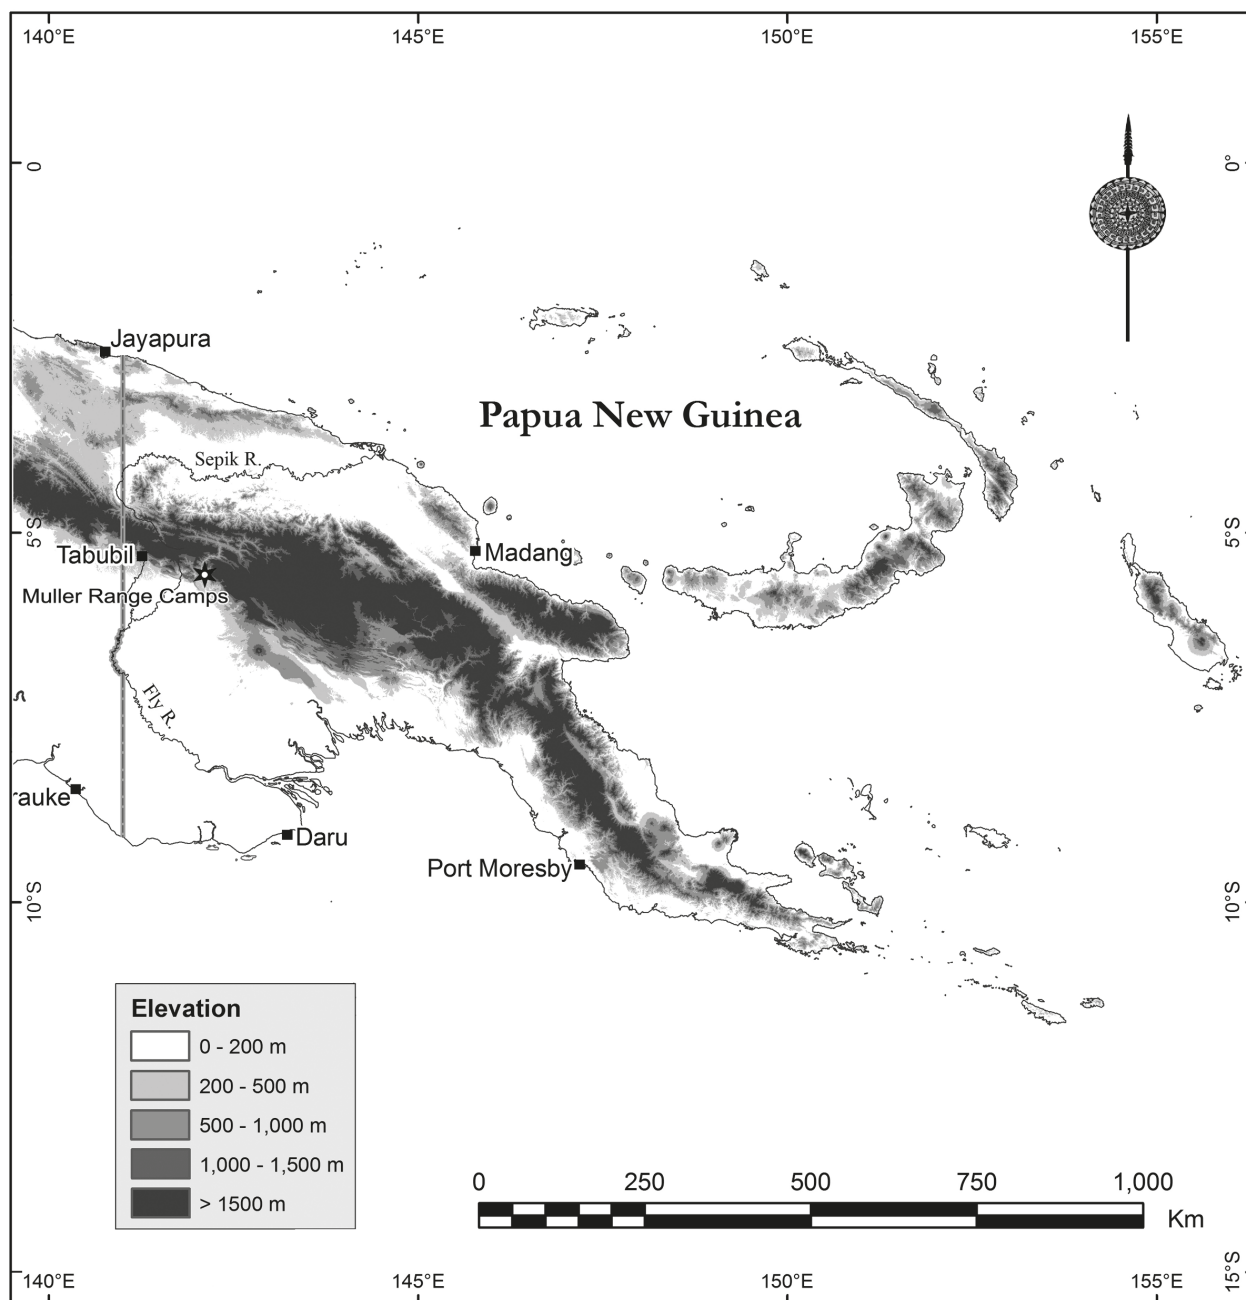 140°E 145°E 150°E 155°E
0 0°
Jayapura
Papua New Guinea
Sepik R.
5°S 5°S
Tabubil Madang
Muller Range Camps
Fly R.
rauke
Daru
Port Moresby
10°S 10°S
Elevation
0 - 200 m
200 - 500 m
500 - 1,000 m
1,000 - 1,500 m
> 1500 m
0 250 500 750 1,000
Km
15°S
140°E 145°E 150°E 155°E